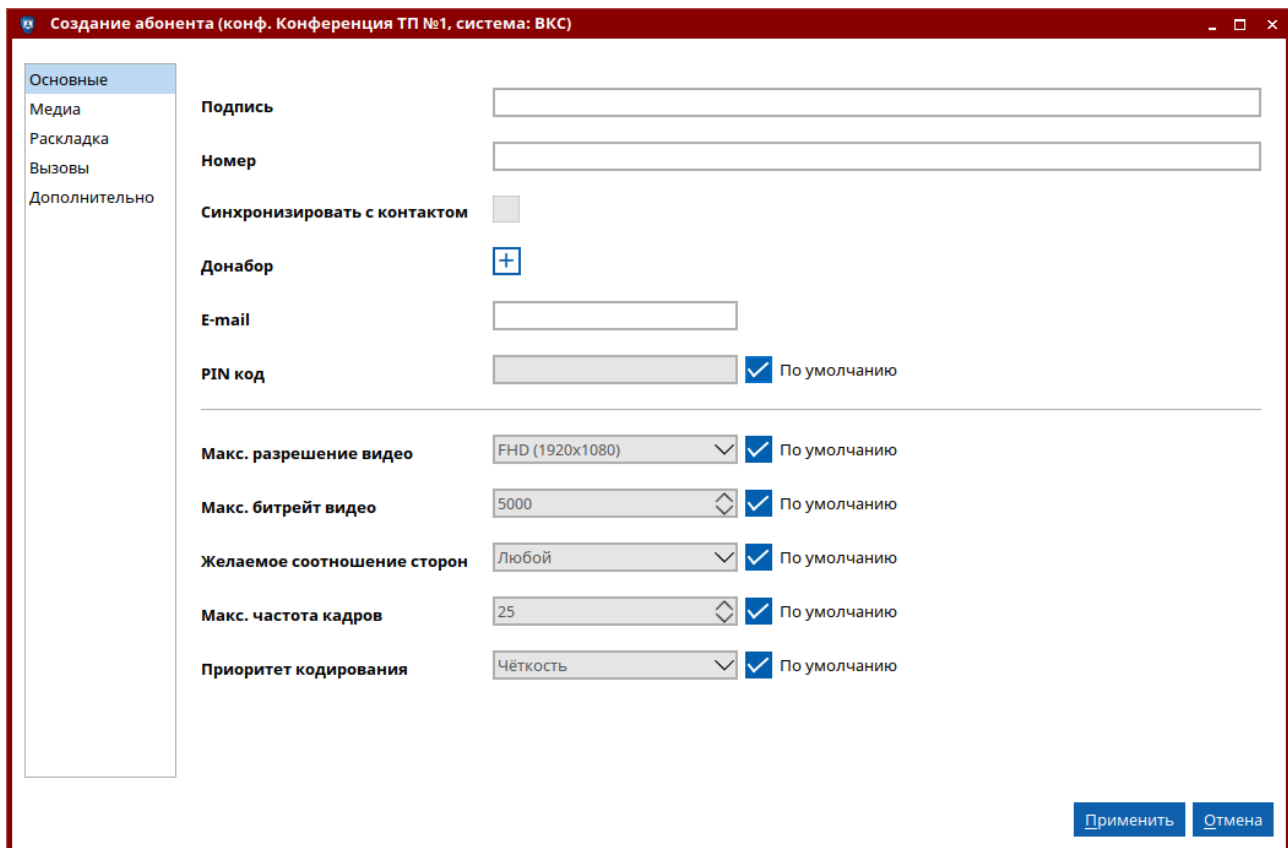 Создание абонента (конф. Конференция ТП №1, система: ВКС)
Основные
Медиа
Раскладка
Вызовы
Дополнительно
Подпись
Номер
Синхронизировать с контактом
Донабор
E-mail
PIN код По умолчанию
Макс. разрешение видео FHD (1920x1080) По умолчанию
Макс. битрейт видео 5000 По умолчанию
Желаемое соотношение сторон Любой По умолчанию
Макс. частота кадров 25 По умолчанию
Приоритет кодирования Чёткость По умолчанию
Применить Отмена